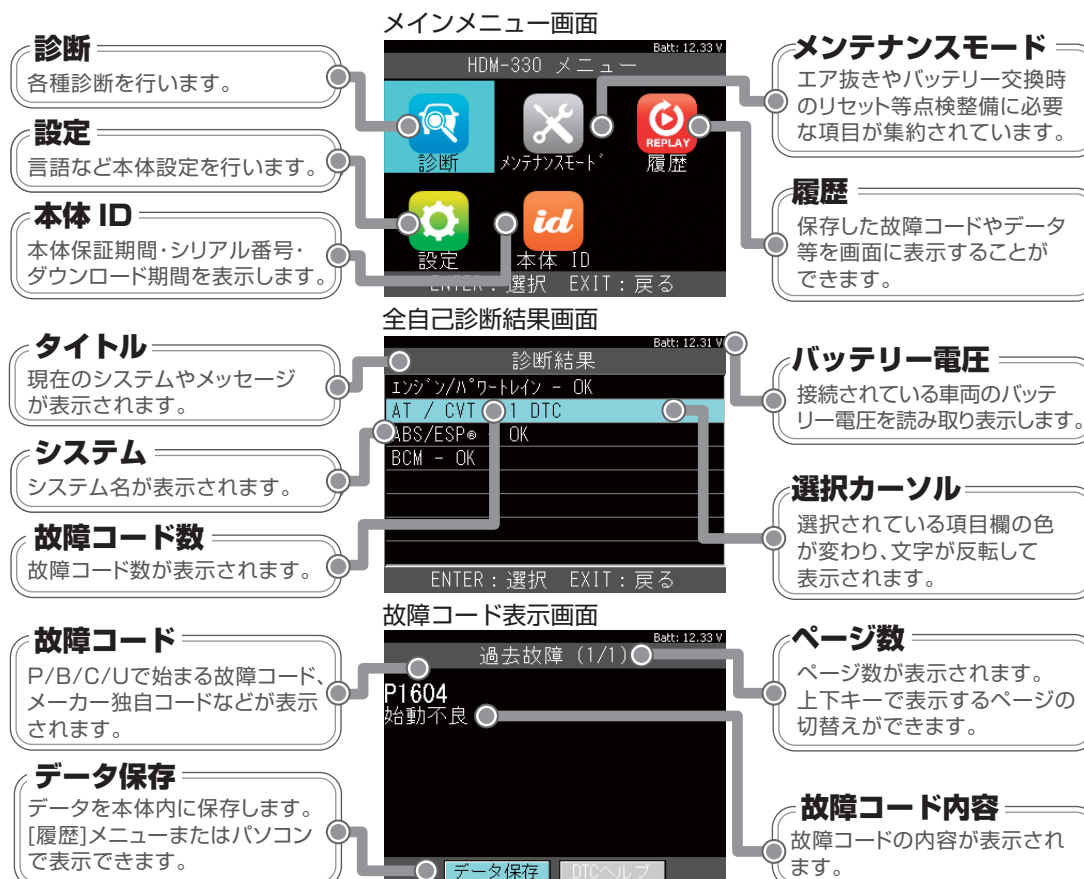 メインメニュー画面
診断
各種診断を行います。
設定
言語など本体設定を行います。
本体 ID
本体保証期間・シリアル番号・
ダウンロード期間を表示します。
Batt: 12.33 V
HDM-330 メニュー
診断
メンテナンスモード
REPLAY
履歴
設定
id
本体 ID
ENTER：選択 EXIT：戻る
メンテナンスモード
エア抜きやバッテリー交換時
のリセット等点検整備に必要
な項目が集約されています。
履歴
保存した故障コードやデータ
等を画面に表示することが
できます。
全自己診断結果画面
タイトル
現在のシステムやメッセージ
が表示されます。
システム
システム名が表示されます。
故障コード数
故障コード数が表示されます。
Batt: 12.31 V
診断結果
エンジン/パワートレイン - OK
AT / CVT 1 DTC
ABS/ESP® - OK
BCM - OK
ENTER：選択 EXIT：戻る
バッテリー電圧
接続されている車両のバッテ
リー電圧を読み取り表示します。
選択カーソル
選択されている項目欄の色
が変わり、文字が反転して
表示されます。
故障コード表示画面
故障コード
P/B/C/Uで始まる故障コード、
メーカー独自コードなどが表示
されます。
データ保存
データを本体内に保存します。
[履歴]メニューまたはパソコン
で表示できます。
Batt: 12.33 V
過去故障 (1/1)
P1604
始動不良
データ保存 DTCヘルプ
ページ数
ページ数が表示されます。
上下キーで表示するページの
切替えができます。
故障コード内容
故障コードの内容が表示され
ます。